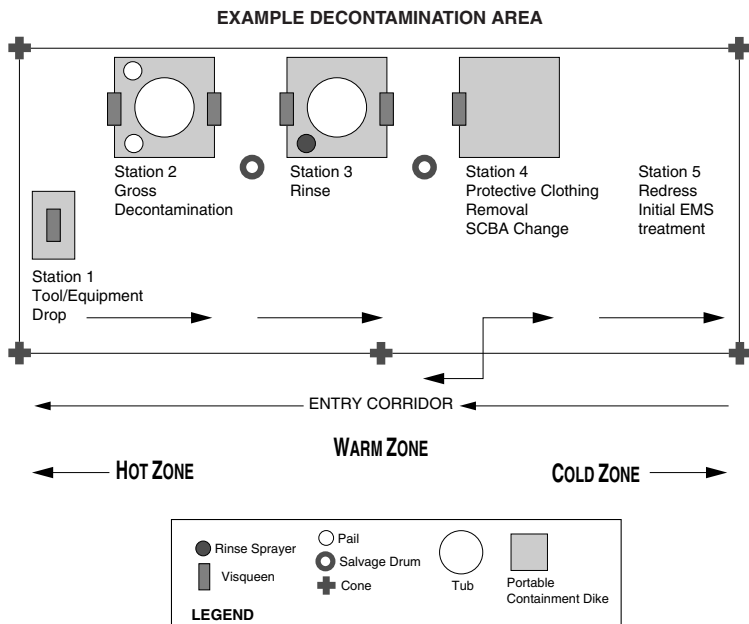 EXAMPLE DECONTAMINATION AREA
Station 2
Gross
Decontamination
Station 3
Rinse
Station 4
Protective Clothing
Removal
SCBA Change
Station 5
Redress
Initial EMS
treatment
Station 1
Tool/Equipment
Drop
ENTRY CORRIDOR
WARM ZONE
HOT ZONE
COLD ZONE
Rinse Sprayer
Visqueen
Pail
Salvage Drum
Cone
Tub
Portable
Containment Dike
LEGEND